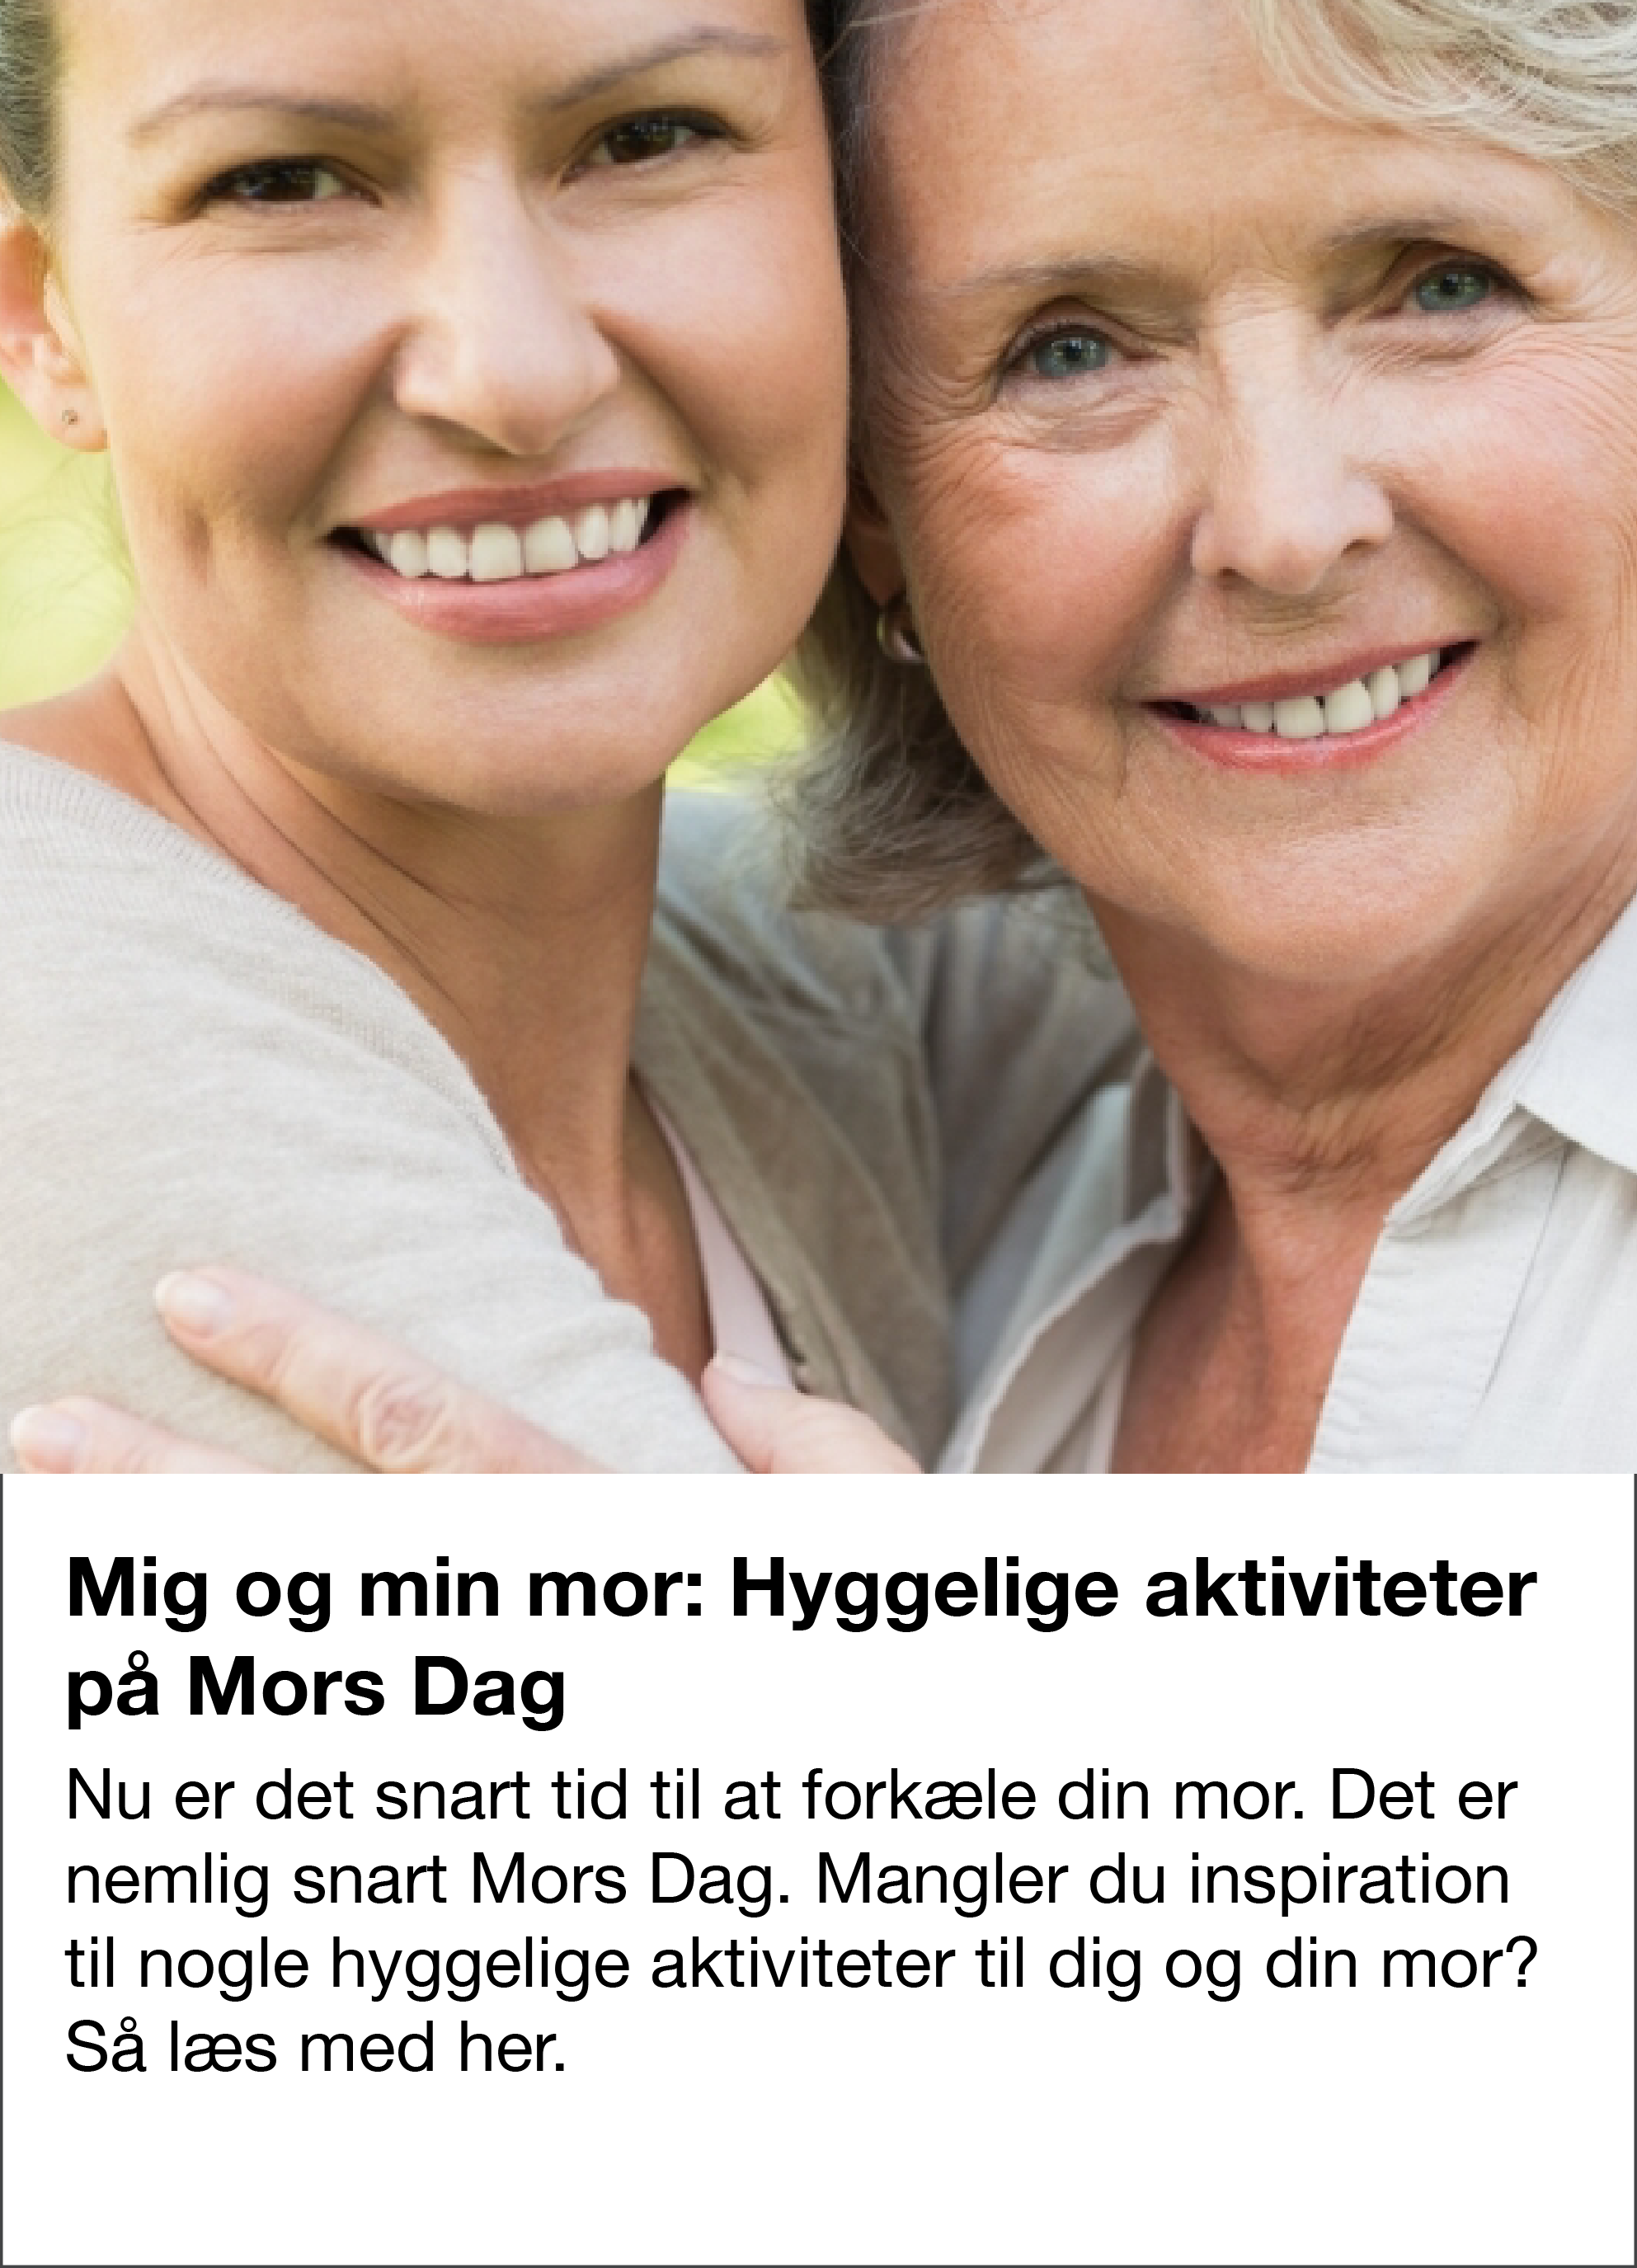 Mig og min mor: Hyggelige aktiviteter
på Mors Dag
Nu er det snart tid til at forkæle din mor. Det er
nemlig snart Mors Dag. Mangler du inspiration
til nogle hyggelige aktiviteter til dig og din mor?
Så læs med her.